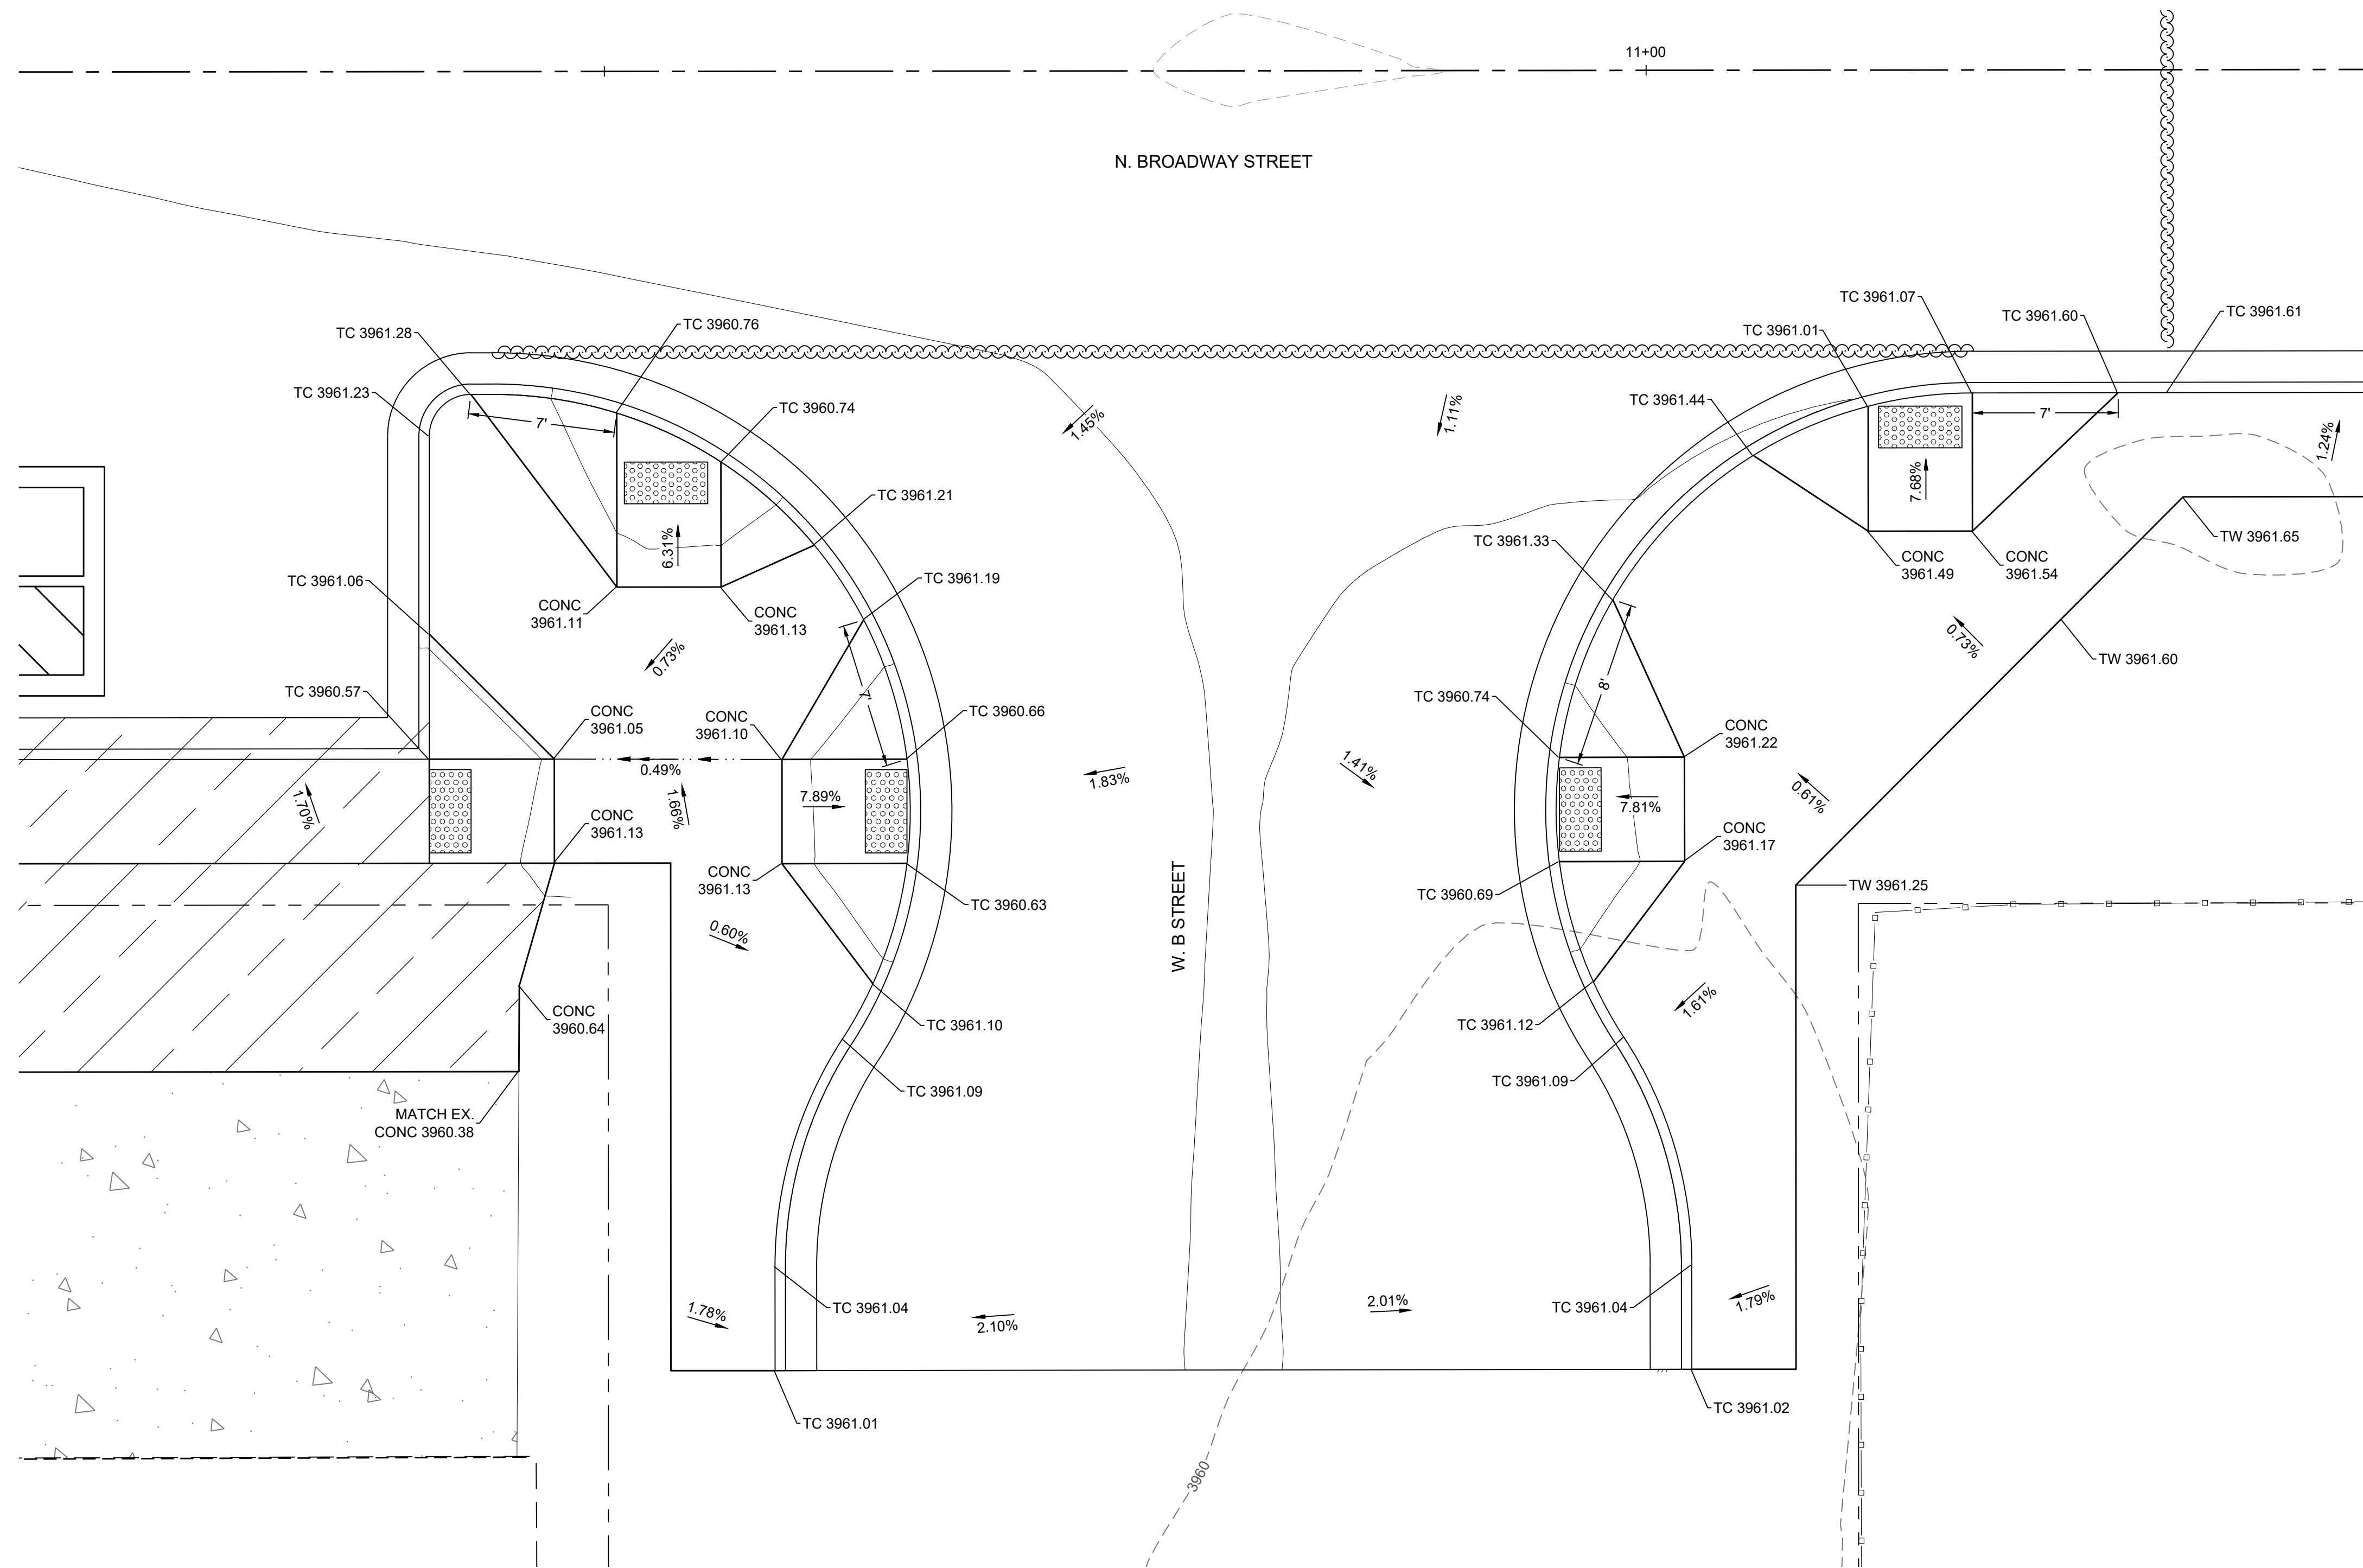 11+00
N. BROADWAY STREET
TC 3961.07
TC 3961.60
TC 3961.61
TC 3961.28
TC 3960.76
TC 3961.01
TC 3961.23
TC 3960.74
7'
1.45%
1.11%
TC 3961.44
7'
1.24%
TC 3961.21
7.68%
6.31%
TC 3961.33
TW 3961.65
CONC
3961.49
CONC
3961.54
TC 3961.06
TC 3961.19
CONC
3961.11
CONC
3961.13
0.73%
0.73%
TW 3961.60
TC 3960.57
CONC
3961.05
CONC
3961.10
7'
TC 3960.66
TC 3960.74
8'
CONC
3961.22
0.49%
1.83%
1.41%
1.70%
1.66%
7.89%
7.81%
0.61%
CONC
3961.13
CONC
3961.17
CONC
3961.13
TC 3960.63
TC 3960.69
TW 3961.25
0.60%
W. B STREET
CONC
3960.64
TC 3961.10
TC 3961.12
1.61%
TC 3961.09
TC 3961.09
MATCH EX.
CONC 3960.38
1.78%
TC 3961.04
2.10%
2.01%
TC 3961.04
1.79%
TC 3961.01
TC 3961.02
3960